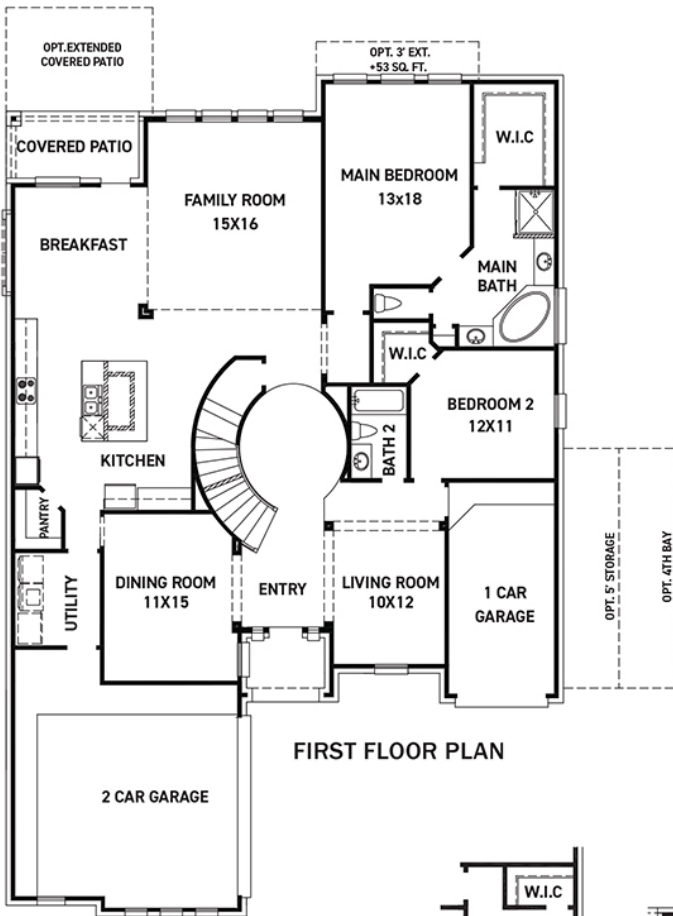 OPT.EXTENDED
COVERED PATIO
OPT. 3' EXT.
+53 SQ. FT.
COVERED PATIO
W.I.C
MAIN BEDROOM
13x18
FAMILY ROOM
15X16
BREAKFAST
MAIN
BATH
W.I.C
BEDROOM 2
12X11
BATH 2
KITCHEN
PANTRY
UTILITY
DINING ROOM
11X15
ENTRY
LIVING ROOM
10X12
1 CAR
GARAGE
OPT. 5' STORAGE
OPT. 4TH BAY
FIRST FLOOR PLAN
2 CAR GARAGE
W.I.C